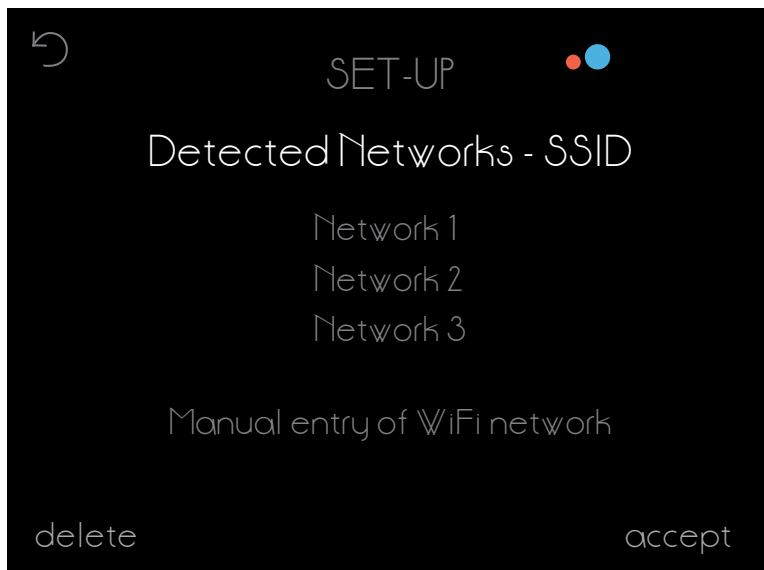 SET-UP
Detected Networks - SSID
Network 1
Network 2
Network 3
Manual entry of WiFi network
delete
accept